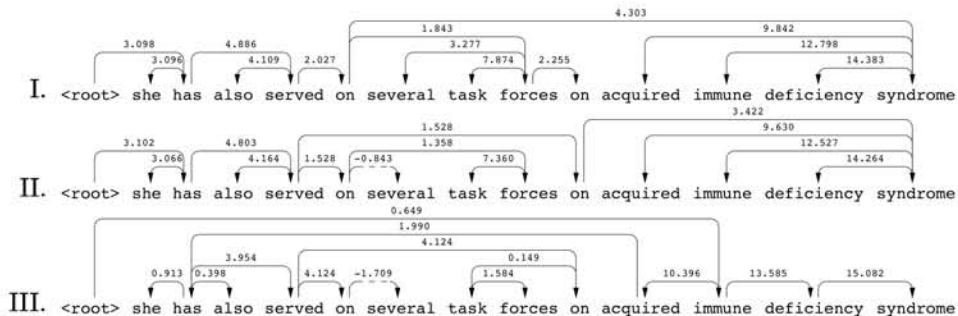 4.303
1.843 9.842
3.098 4.886 3.277 12.798
3.096 4.109 2.027 7.874 2.255 14.383
I. <root> she has also served on several task forces on acquired immune deficiency syndrome
3.422
1.528 9.630
3.102 4.803 1.358 12.527
3.066 4.164 1.528 -0.843 7.360 14.264
II. <root> she has also served on several task forces on acquired immune deficiency syndrome
0.649
1.990
4.124
3.954 0.149
0.913 0.398 4.124 -1.709 1.584 10.396 13.585 15.082
III. <root> she has also served on several task forces on acquired immune deficiency syndrome